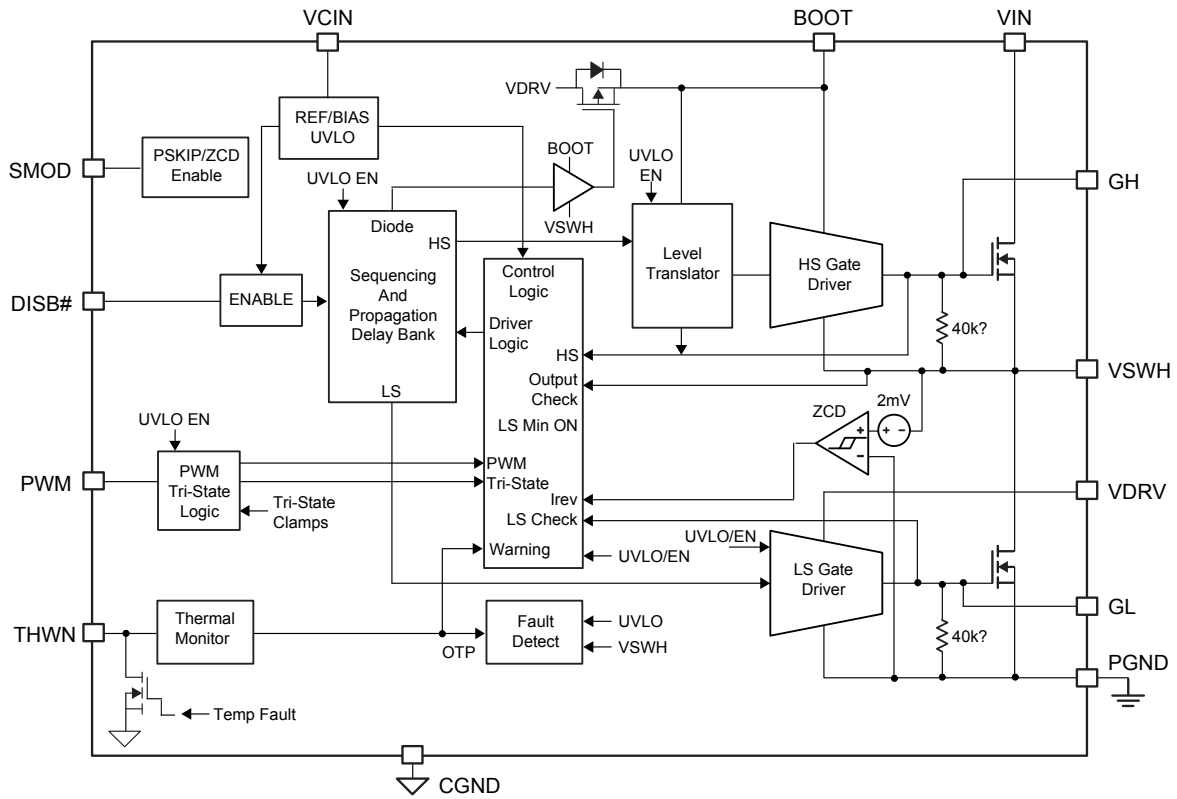 VCIN
BOOT
VIN
VDRV
REF/BIAS
UVLO
SMOD
PSKIP/ZCD
Enable
BOOT
UVLO
EN
UVLO EN
GH
VSWH
Diode
HS
Level
Translator
HS Gate
Driver
Control
Logic
Sequencing
And
Propagation
Delay Bank
DISB#
ENABLE
Driver
Logic
40k?
HS
VSWH
Output
Check
LS
2mV
ZCD
LS Min ON
UVLO EN
PWM
PWM
Tri-State
Logic
PWM
Tri-State
Irev
VDRV
Tri-State
Clamps
LS Check
UVLO/EN
Warning
UVLO/EN
LS Gate
Driver
GL
THWN
Thermal
Monitor
OTP
Fault
Detect
UVLO
VSWH
40k?
PGND
Temp Fault
CGND